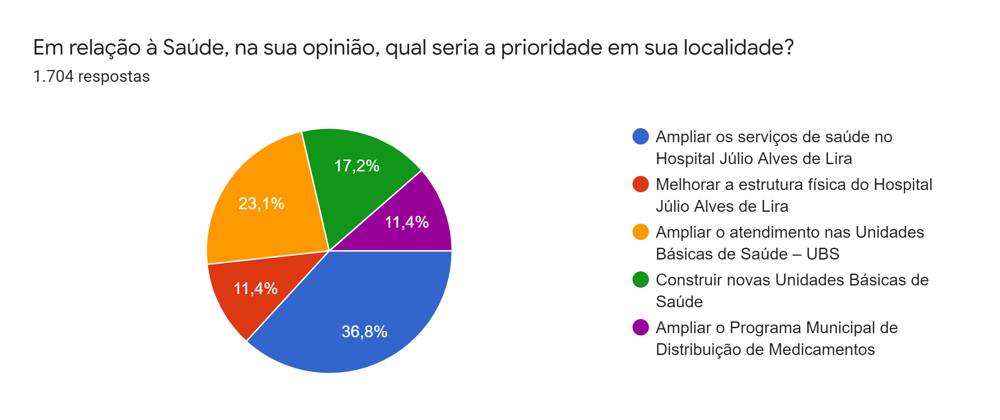 Em relação à Saúde, na sua opinião, qual seria a prioridade em sua localidade?
1.704 respostas
17,2%
23,1%
11,4%
11,4%
36,8%
Ampliar os serviços de saúde no
Hospital Júlio Alves de Lira
Melhorar a estrutura física do Hospital
Júlio Alves de Lira
Ampliar o atendimento nas Unidades
Básicas de Saúde – UBS
Construir novas Unidades Básicas de
Saúde
Ampliar o Programa Municipal de
Distribuição de Medicamentos